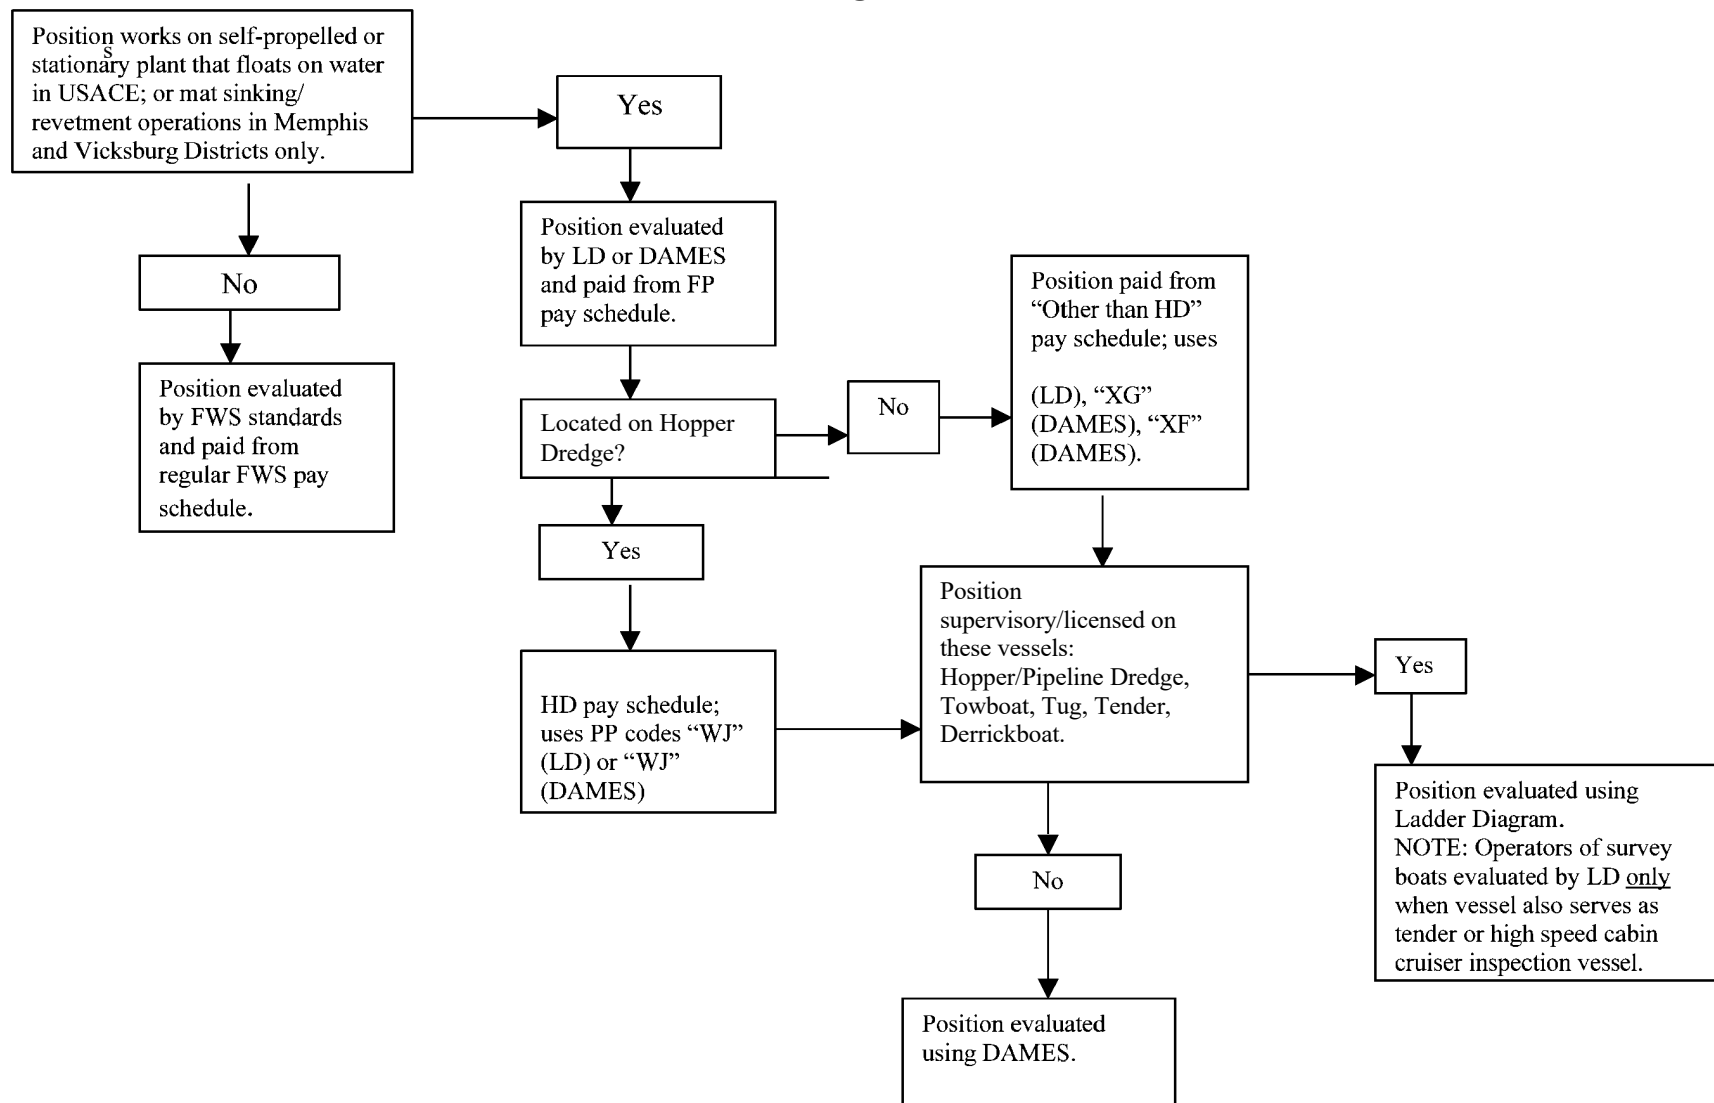 Position works on self-propelled or
s
stationary plant that floats on water
in USACE; or mat sinking/
revetment operations in Memphis
and Vicksburg Districts only.
Yes
No
Position evaluated
by FWS standards
and paid from
regular FWS pay
schedule.
Position evaluated
by LD or DAMES
and paid from FP
pay schedule.
Located on Hopper
Dredge?
No
Position paid from
“Other than HD”
pay schedule; uses
(LD), “XG”
(DAMES), “XF”
(DAMES).
Yes
HD pay schedule;
uses PP codes “WJ”
(LD) or “WJ”
(DAMES)
Position
supervisory/licensed on
these vessels:
Hopper/Pipeline Dredge,
Towboat, Tug, Tender,
Derrickboat.
Yes
Position evaluated using
Ladder Diagram.
NOTE: Operators of survey
boats evaluated by LD only
when vessel also serves as
tender or high speed cabin
cruiser inspection vessel.
No
Position evaluated
using DAMES.